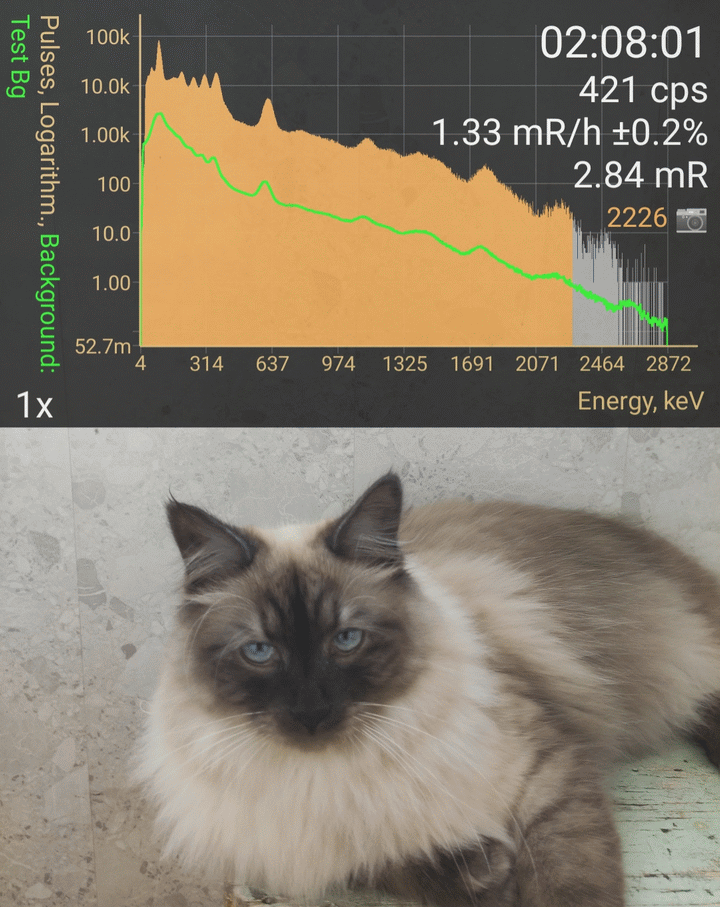 Test Bg
Pulses, Logarithm., Background:
100k
10.0k
1.00k
100
10.0
1.00
52.7m
02:08:01
421 cps
1.33 mR/h ±0.2%
2.84 mR
2226
4 314 637 974 1325 1691 2071 2464 2872
Energy, keV
1x